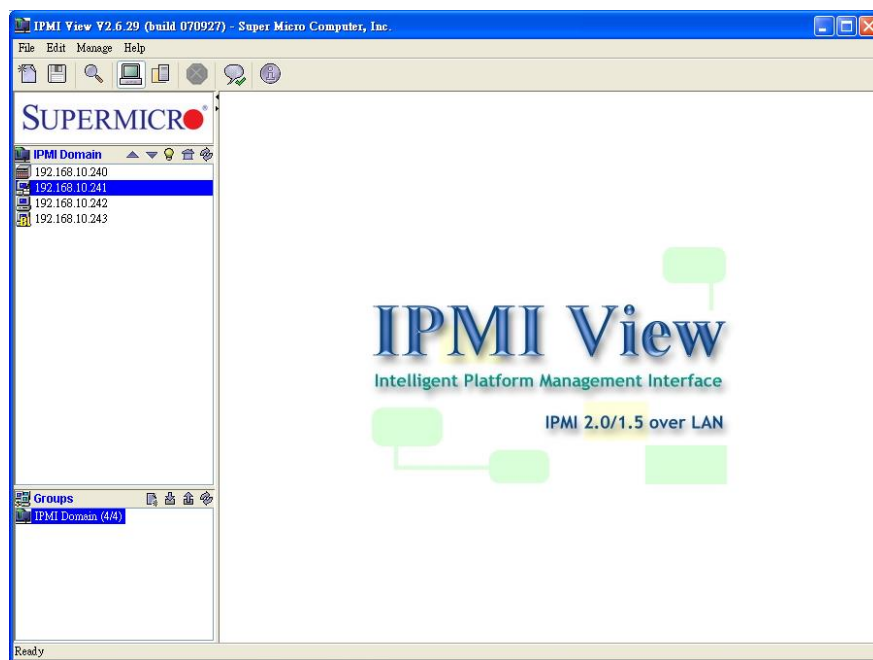 IPMI View V2.6.29 (build 070927) - Super Micro Computer, Inc.
File Edit Manage Help
SUPERMICRO®
IPMI Domain
192.168.10.240
192.168.10.241
192.168.10.242
192.168.10.243
IPMI View
Intelligent Platform Management Interface
IPMI 2.0/1.5 over LAN
Groups
IPMI Domain (4/4)
Ready